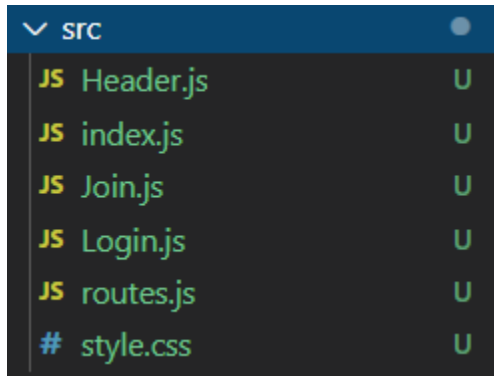 src
JS Header.js U
JS index.js U
JS Join.js U
JS Login.js U
JS routes.js U
# style.css U